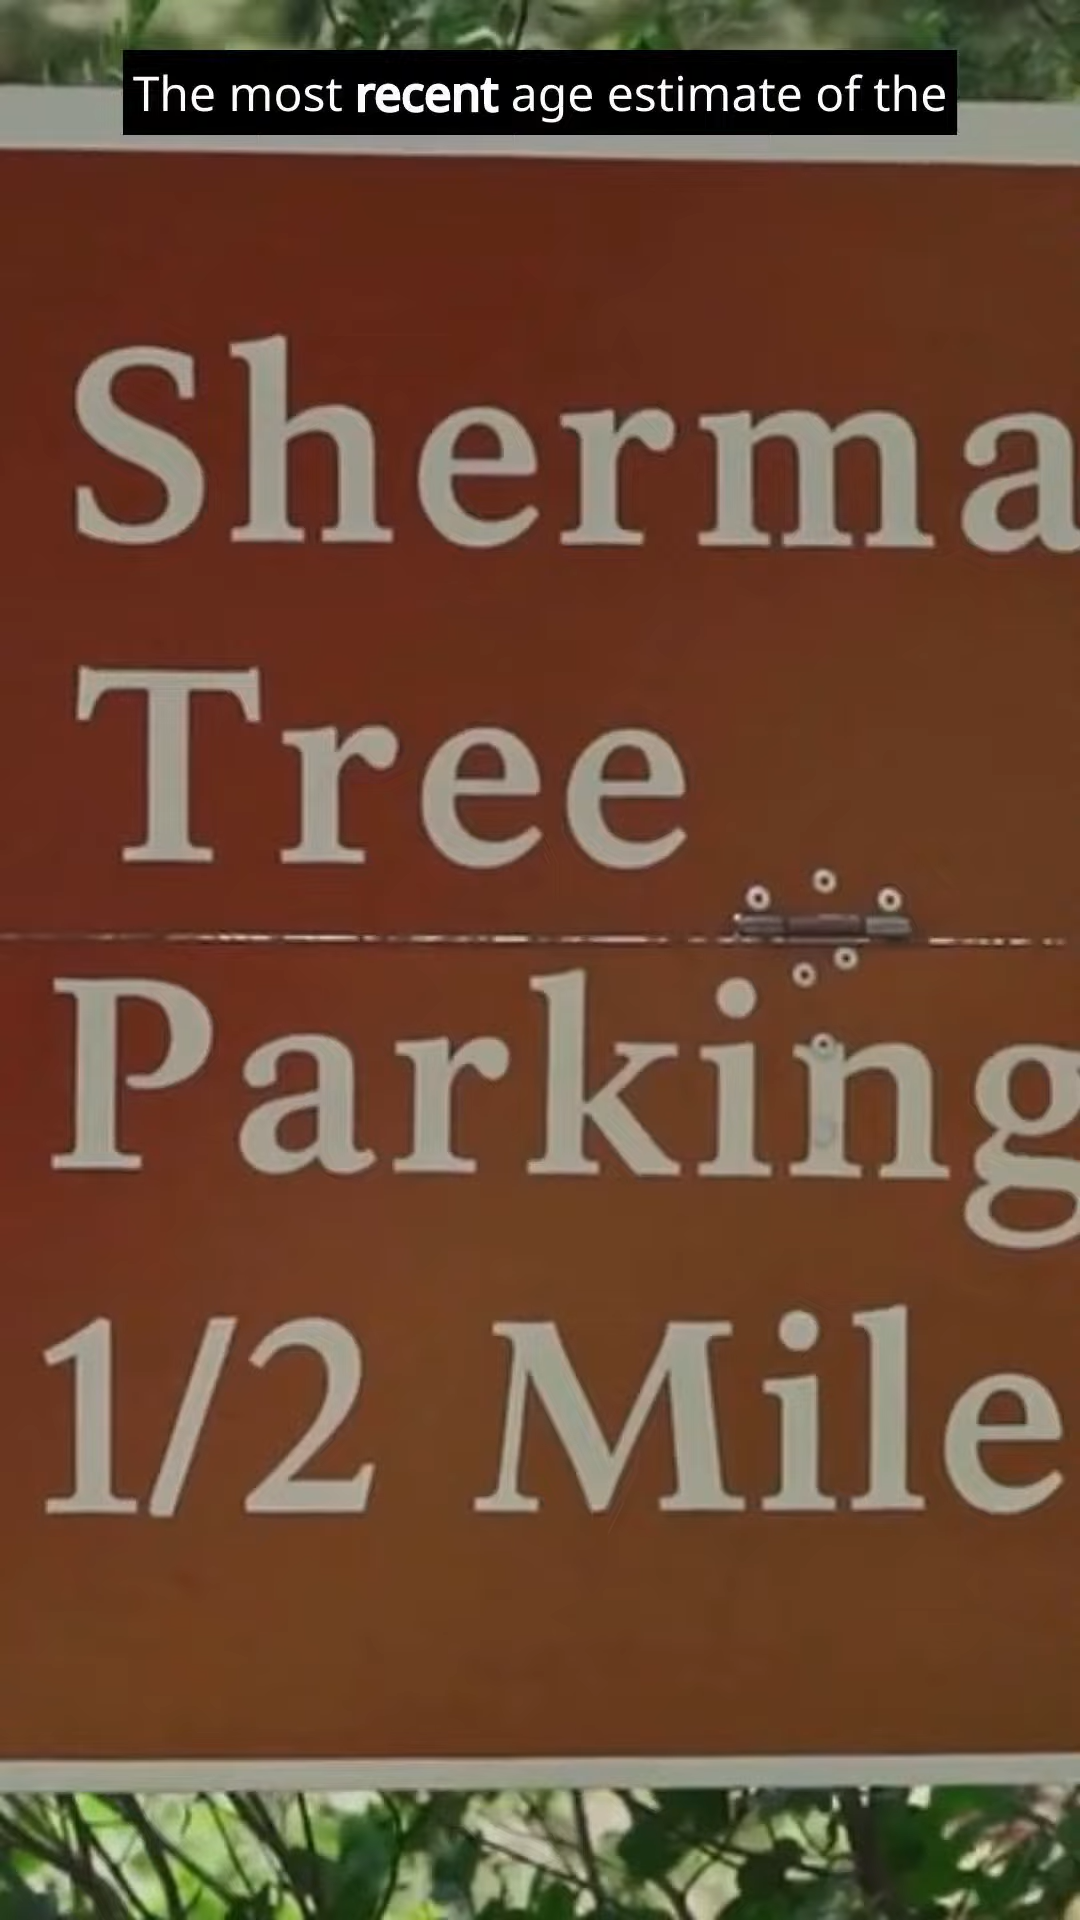 The most recent age estimate of the
Sherma
Tree
Parking
1/2 Mile